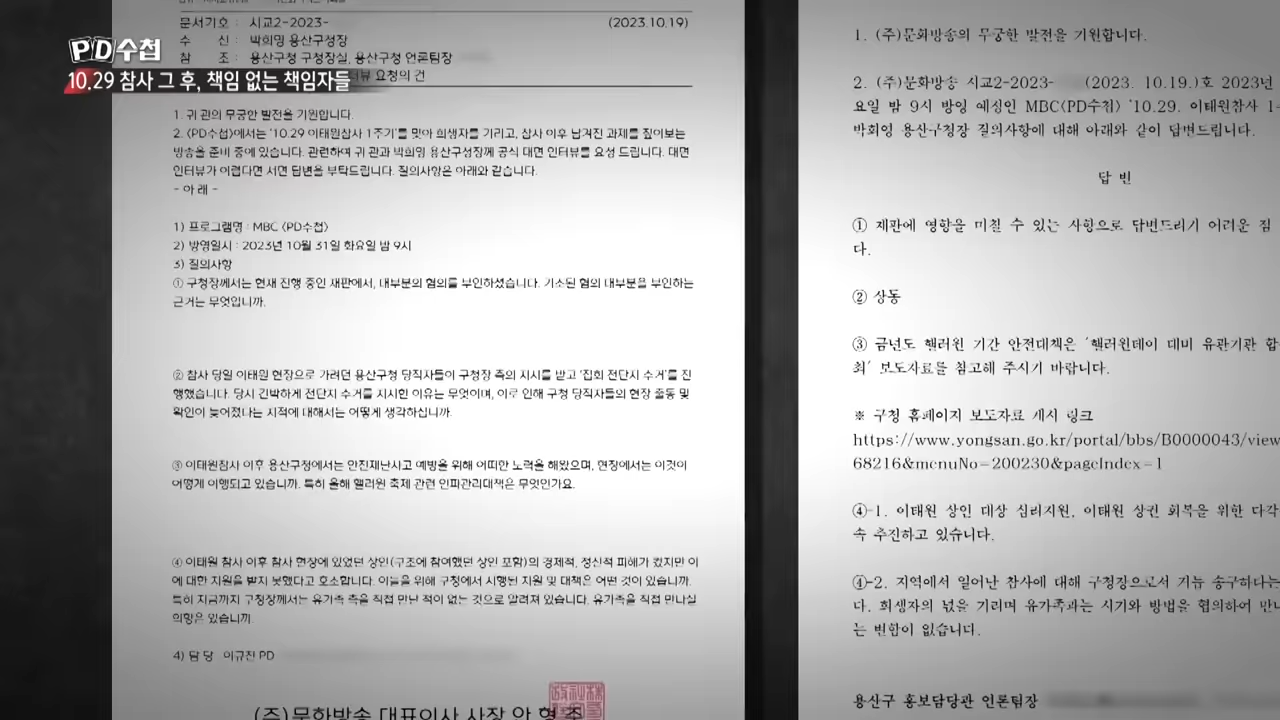 PD수첩
10.29 참사 그 후, 책임 없는 책임자들
문서기호 : 시교2-2023-
(2023.10.19)
수 신 : 박희영 용산구청장
참 조 : 용산구청 구청장실, 용산구청 언론팀장
터뷰 요청의 건
1. 귀 관의 무궁한 발전을 기원합니다.
2. <PD수첩>에서는 '10.29 이태원참사 1주기'를 맞아 희생자를 기리고, 참사 이후 남겨진 과제를 짚어보는
방송을 준비 중에 있습니다. 관련하여 귀 관과 박희영 용산구청장께 공식 대면 인터뷰를 요청 드립니다. 대면
인터뷰가 어렵다면 서면 답변을 부탁드립니다. 질의사항은 아래와 같습니다.
- 아 래 -
1) 프로그램명 : MBC <PD수첩>
2) 방영일시 : 2023년 10월 31일 화요일 밤 9시
3) 질의사항
① 구청장께서는 현재 진행 중인 재판에서, 대부분의 혐의를 부인하셨습니다. 기소된 혐의 대부분을 부인하는
근거는 무엇입니까.
② 참사 당일 이태원 현장으로 가려던 용산구청 당직자들이 구청장 측의 지시를 받고 '집회 전단지 수거'를 진
행했습니다. 당시 긴박하게 전단지 수거를 지시한 이유는 무엇이며, 이로 인해 구청 당직자들의 현장 출동 및
확인이 늦어졌다는 지적에 대해서는 어떻게 생각하십니까.
③ 이태원참사 이후 용산구청에서는 안전재난사고 예방을 위해 어떠한 노력을 해왔으며, 현장에서는 이것이
어떻게 이행되고 있습니까. 특히 올해 핼러윈 축제 관련 인파관리대책은 무엇인가요.
④ 이태원 참사 이후 참사 현장에 있었던 상인(구조에 참여했던 상인 포함)의 경제적, 정신적 피해가 컸지만 이
에 대한 지원을 받지 못했다고 호소합니다. 이들을 위해 구청에서 시행된 지원 및 대책은 어떤 것이 있습니까.
특히 지금까지 구청장께서는 유가족 측을 직접 만난 적이 없는 것으로 알려져 있습니다. 유가족을 직접 만나실
의향은 있습니까.
4) 담 당 이규진 PD
(주)문화방송 대표이사 사장 안 형 준
1. (주)문화방송의 무궁한 발전을 기원합니다.
2. (주)문화방송 시교2-2023- (2023. 10.19.)호 2023년
요일 밤 9시 방영 예정인 MBC<PD수첩> '10.29. 이태원참사 1
박희영 용산구청장 질의사항에 대해 아래와 같이 답변드립니다.
답 변
① 재판에 영향을 미칠 수 있는 사항으로 답변드리기 어려운 점
다.
② 상동
③ 금년도 핼러윈 기간 안전대책은 '핼러윈데이 대비 유관기관 합
최' 보도자료를 참고해 주시기 바랍니다.
※ 구청 홈페이지 보도자료 게시 링크
https://www.yongsan.go.kr/portal/bbs/B0000043/view
68216&menuNo=200230&pageIndex=1
④-1. 이태원 상인 대상 심리지원, 이태원 상권 회복을 위한 다각
속 추진하고 있습니다.
④-2. 지역에서 일어난 참사에 대해 구청장으로서 거듭 송구하다는
다. 희생자의 넋을 기리며 유가족과는 시기와 방법을 협의하여 만나
는 변함이 없습니다.
용산구 홍보담당관 언론팀장